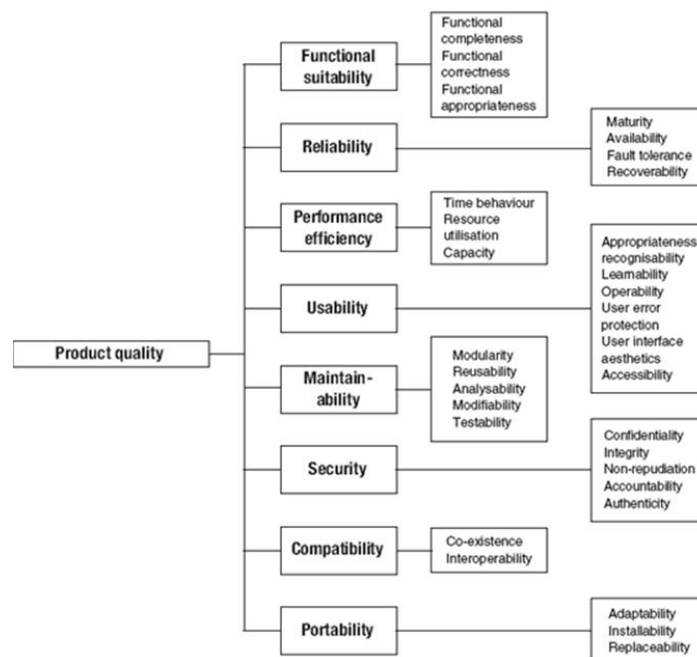 Functional
completeness
Functional
correctness
Functional
appropriateness
Functional
suitability
Maturity
Availability
Fault tolerance
Recoverability
Reliability
Time behaviour
Resource
utilisation
Capacity
Performance
efficiency
Appropriateness
recognisability
Learnability
Operability
User error
protection
User interface
aesthetics
Accessibility
Usability
Product quality
Modularity
Reusability
Analysability
Modifiability
Testability
Maintain-
ability
Confidentiality
Integrity
Non-repudiation
Accountability
Authenticity
Security
Co-existence
Interoperability
Compatibility
Adaptability
Installability
Replaceability
Portability